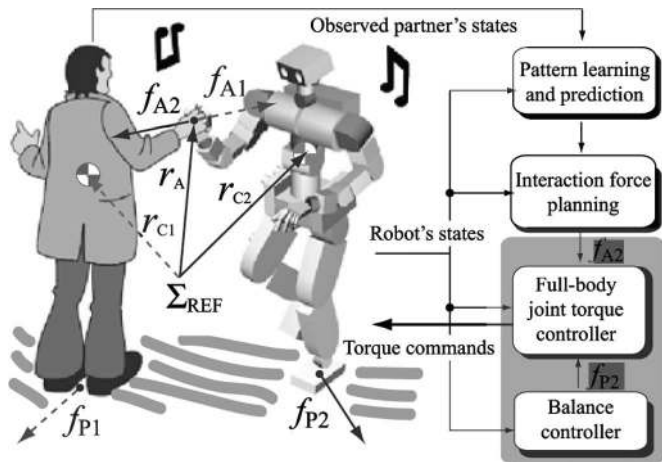 Observed partner's states
Pattern learning
and prediction
f_A2
f_A1
r_A
r_C2
r_C1
Interaction force
planning
Robot's states
f_A2
Σ_REF
Full-body
joint torque
controller
Torque commands
f_P2
f_P1
f_P2
Balance
controller